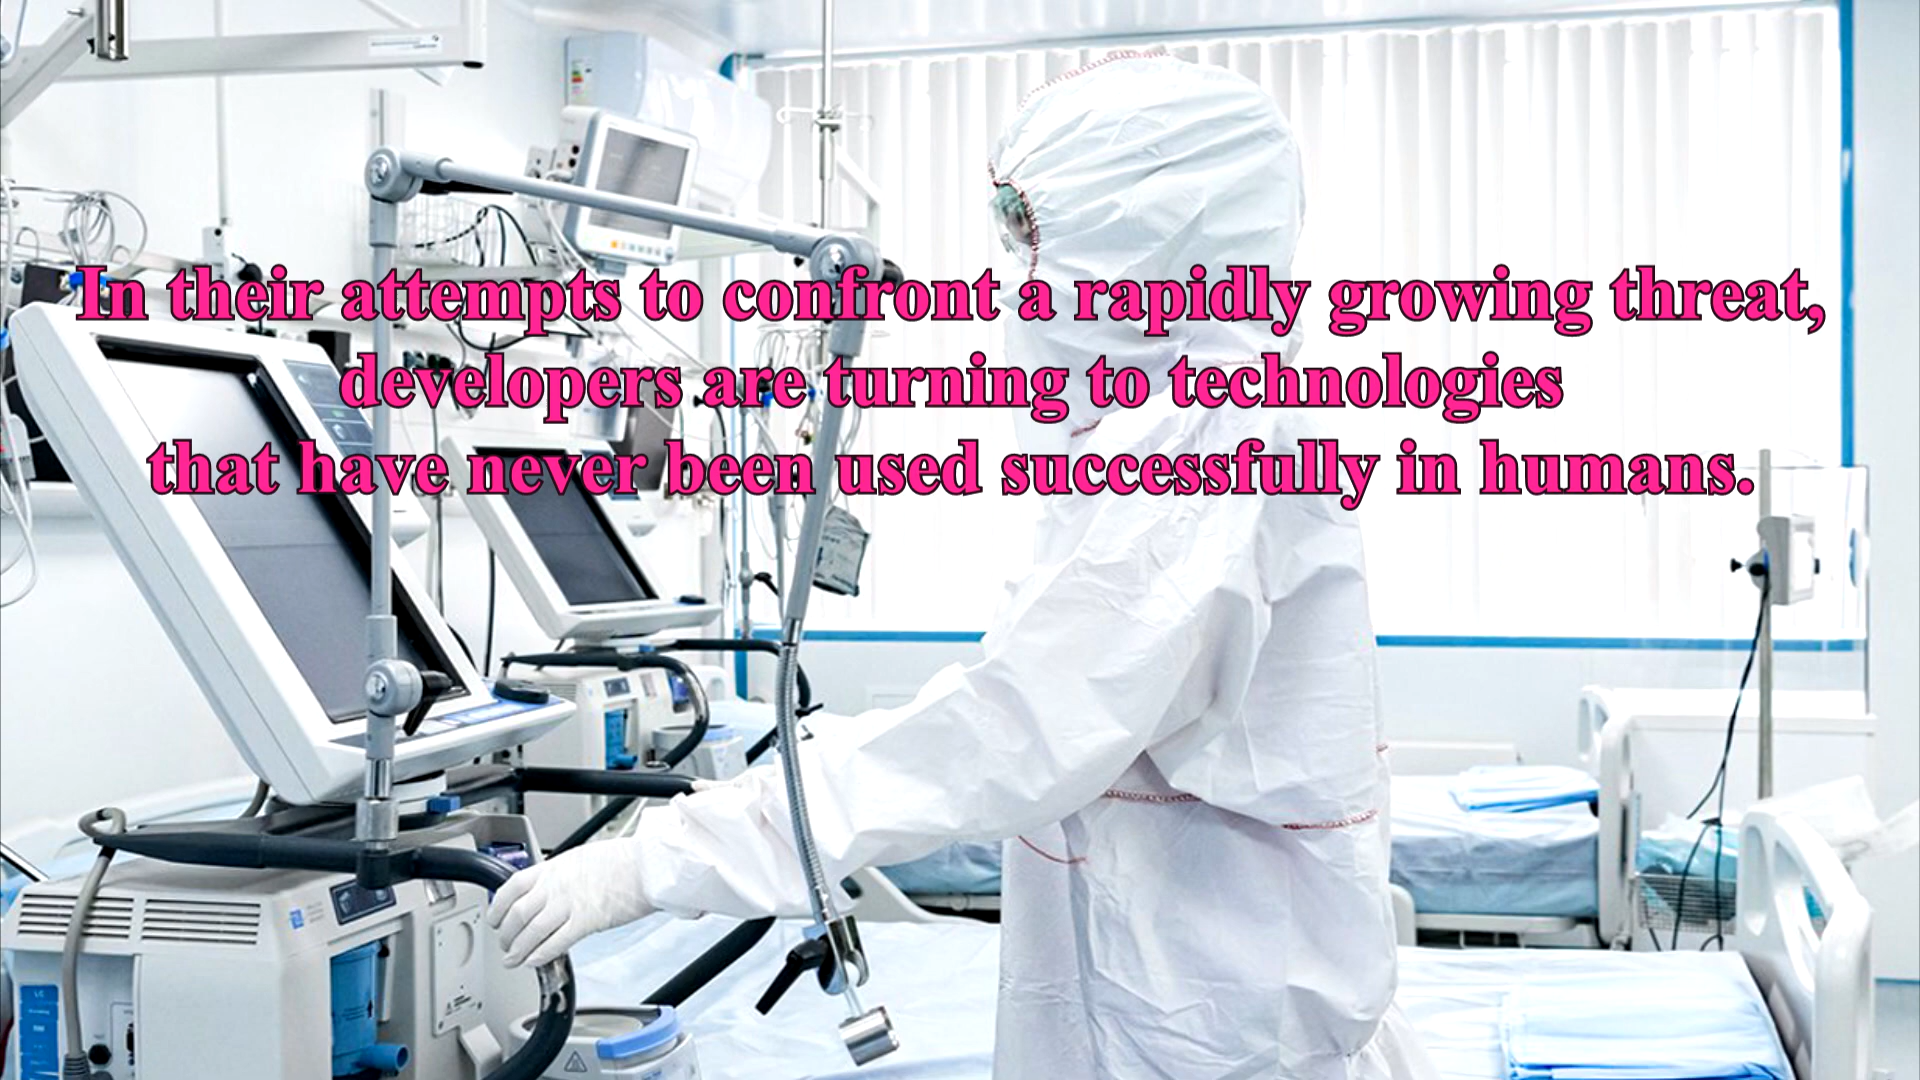 In their attempts to confront a rapidly growing threat,
developers are turning to technologies
that have never been used successfully in humans.